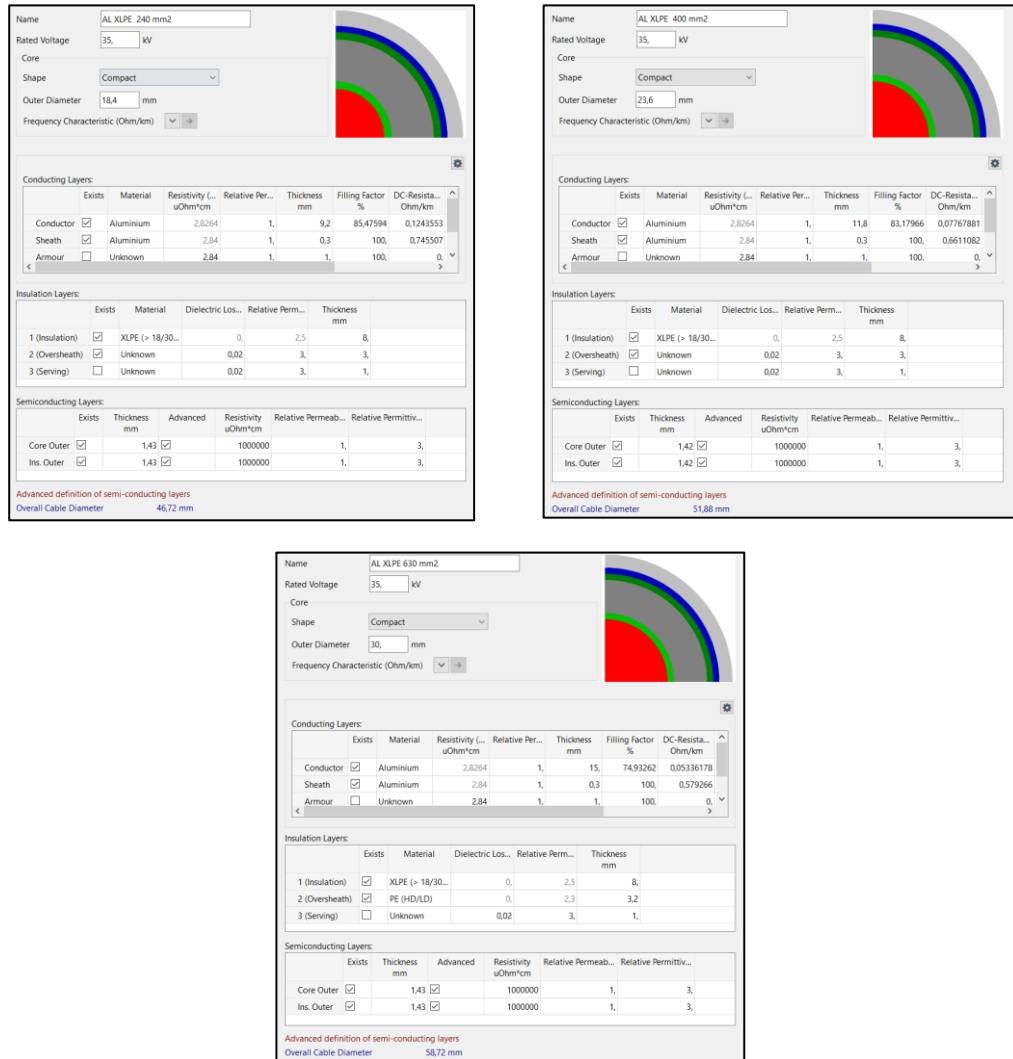 Name AL XLPE 240 mm2
Rated Voltage 35, kV
Core
Shape Compact
Outer Diameter 18,4 mm
Frequency Characteristic (Ohm/km)
Conducting Layers:
Exists Material Resistivity (... Relative Per... Thickness Filling Factor DC-Resista...
uOhm*cm mm % Ohm/km
Conductor Aluminium 2,8264 1, 9,2 85,47594 0,1243553
Sheath Aluminium 2,84 1, 0,3 100, 0,745507
Armour Unknown 2,84 1, 1, 100, 0,
Insulation Layers:
Exists Material Dielectric Los... Relative Perm... Thickness
mm
1 (Insulation) XLPE (> 18/30... 0, 2,5 8,
2 (Oversheath) Unknown 0,02 3, 3,
3 (Serving) Unknown 0,02 3, 1,
Semiconducting Layers:
Exists Thickness Advanced Resistivity Relative Permeab... Relative Permittiv...
mm uOhm*cm
Core Outer 1,43 1000000 1, 3,
Ins. Outer 1,43 1000000 1, 3,
Advanced definition of semi-conducting layers
Overall Cable Diameter 46,72 mm
Name AL XLPE 400 mm2
Rated Voltage 35, kV
Core
Shape Compact
Outer Diameter 23,6 mm
Frequency Characteristic (Ohm/km)
Conducting Layers:
Exists Material Resistivity (... Relative Per... Thickness Filling Factor DC-Resista...
uOhm*cm mm % Ohm/km
Conductor Aluminium 2,8264 1, 11,8 83,17966 0,07767881
Sheath Aluminium 2,84 1, 0,3 100, 0,6611082
Armour Unknown 2,84 1, 1, 100, 0,
Insulation Layers:
Exists Material Dielectric Los... Relative Perm... Thickness
mm
1 (Insulation) XLPE (> 18/30... 0, 2,5 8,
2 (Oversheath) Unknown 0,02 3, 3,
3 (Serving) Unknown 0,02 3, 1,
Semiconducting Layers:
Exists Thickness Advanced Resistivity Relative Permeab... Relative Permittiv...
mm uOhm*cm
Core Outer 1,42 1000000 1, 3,
Ins. Outer 1,42 1000000 1, 3,
Advanced definition of semi-conducting layers
Overall Cable Diameter 51,88 mm
Name AL XLPE 630 mm2
Rated Voltage 35, kV
Core
Shape Compact
Outer Diameter 30, mm
Frequency Characteristic (Ohm/km)
Conducting Layers:
Exists Material Resistivity (... Relative Per... Thickness Filling Factor DC-Resista...
uOhm*cm mm % Ohm/km
Conductor Aluminium 2,8264 1, 15, 74,93262 0,05336178
Sheath Aluminium 2,84 1, 0,3 100, 0,579266
Armour Unknown 2,84 1, 1, 100, 0,
Insulation Layers:
Exists Material Dielectric Los... Relative Perm... Thickness
mm
1 (Insulation) XLPE (> 18/30... 0, 2,5 8,
2 (Oversheath) PE (HD/LD) 0, 2,3 3,2
3 (Serving) Unknown 0,02 3, 1,
Semiconducting Layers:
Exists Thickness Advanced Resistivity Relative Permeab... Relative Permittiv...
mm uOhm*cm
Core Outer 1,43 1000000 1, 3,
Ins. Outer 1,43 1000000 1, 3,
Advanced definition of semi-conducting layers
Overall Cable Diameter 58,72 mm